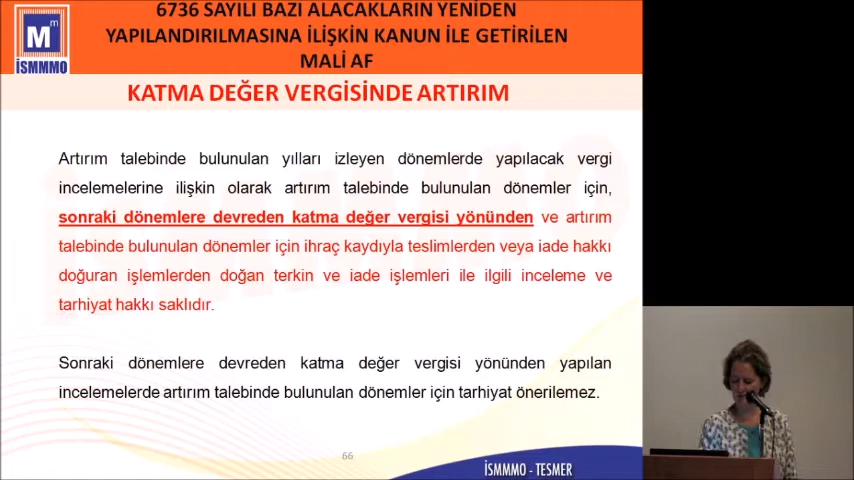 6736 SAYILI BAZI ALACAKLARIN YENİDEN
YAPILANDIRILMASINA İLİŞKİN KANUN İLE GETİRİLEN
MALİ AF
Mm
İSMMMO
KATMA DEĞER VERGİSİNDE ARTIRIM
Artırım talebinde bulunulan yılları izleyen dönemlerde yapılacak vergi
incelemelerine ilişkin olarak artırım talebinde bulunulan dönemler için,
sonraki dönemlere devreden katma değer vergisi yönünden ve artırım
talebinde bulunulan dönemler için ihraç kaydıyla teslimlerden veya iade hakkı
doğuran işlemlerden doğan terkin ve iade işlemleri ile ilgili inceleme ve
tarhiyat hakkı saklıdır.
Sonraki dönemlere devreden katma değer vergisi yönünden yapılan
incelemelerde artırım talebinde bulunulan dönemler için tarhiyat önerilemez.
66
İSMMMO - TESMER